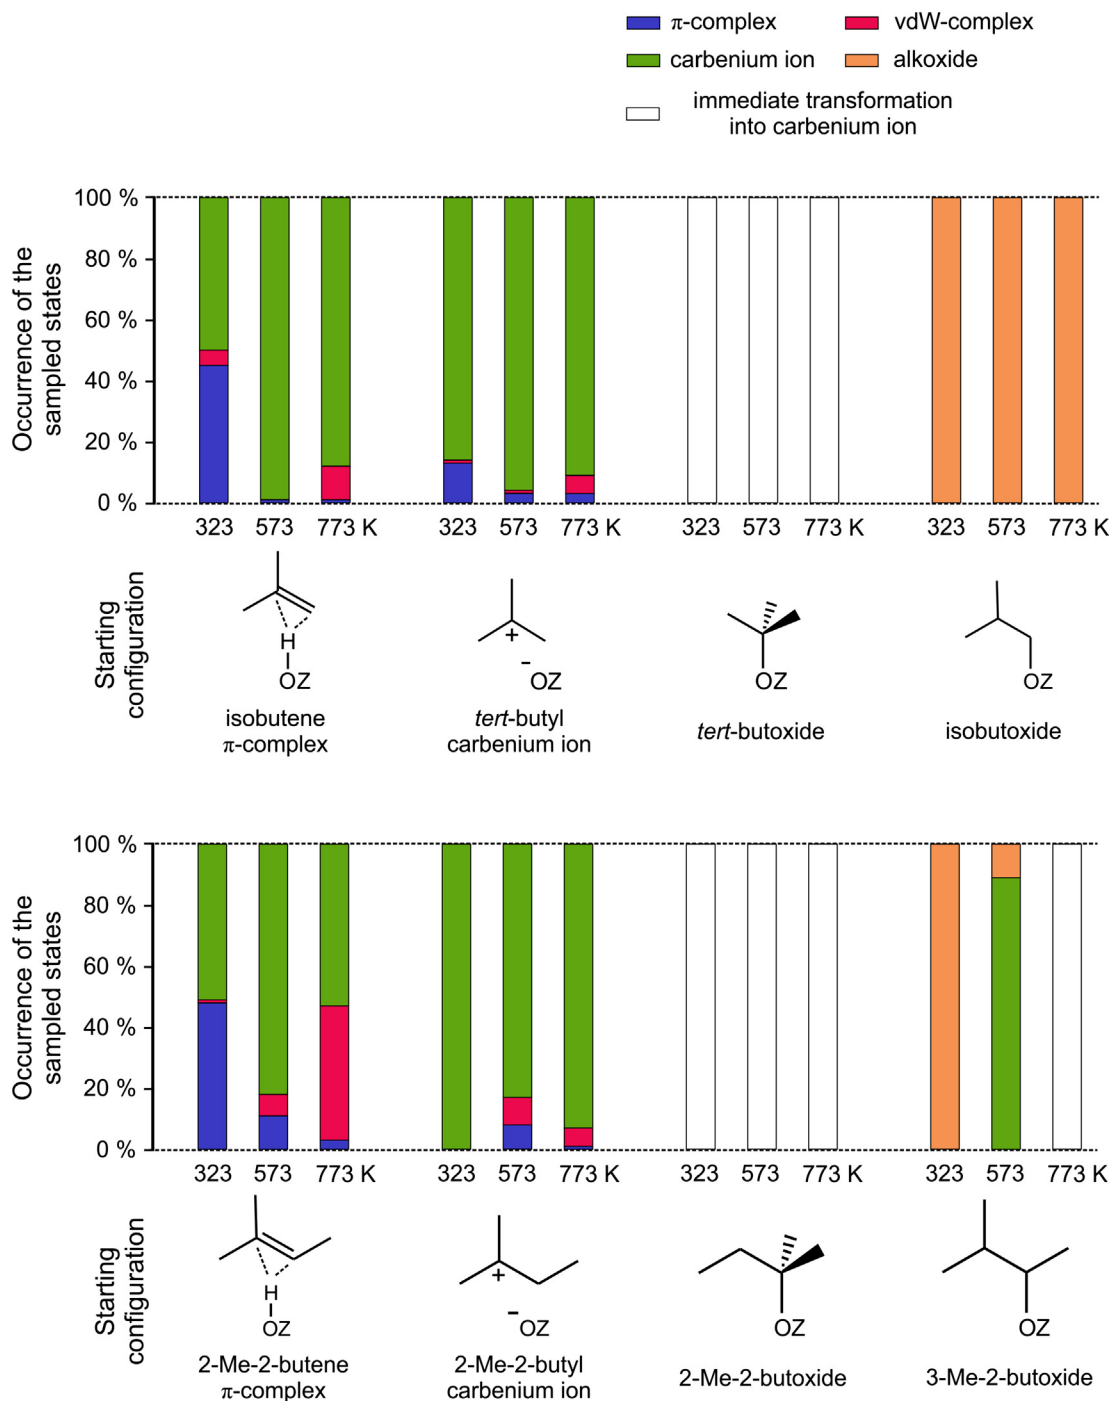 π-complex
vdW-complex
carbenium ion
alkoxide
immediate transformation
into carbenium ion
Occurrence of the
sampled states
100 %
80 %
60 %
40 %
20 %
0 %
323 573 773 K
323 573 773 K
323 573 773 K
323 573 773 K
Starting
configuration
H
OZ
isobutene
π-complex
+
-
OZ
tert-butyl
carbenium ion
OZ
tert-butoxide
OZ
isobutoxide
Occurrence of the
sampled states
100 %
80 %
60 %
40 %
20 %
0 %
323 573 773 K
323 573 773 K
323 573 773 K
323 573 773 K
Starting
configuration
H
OZ
2-Me-2-butene
π-complex
+
-
OZ
2-Me-2-butyl
carbenium ion
OZ
2-Me-2-butoxide
OZ
3-Me-2-butoxide